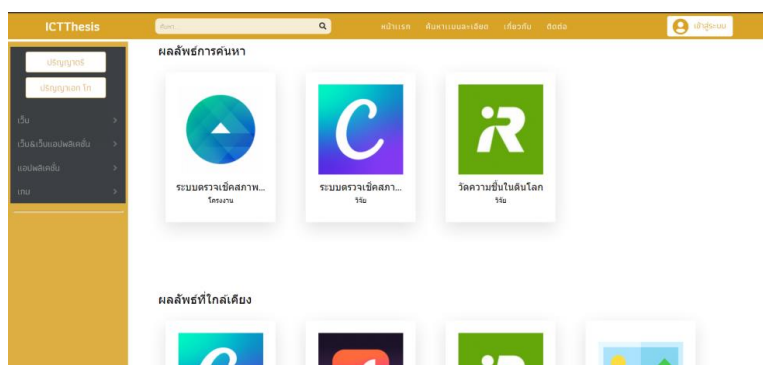 ICTThesis
ค้นหา
หน้าแรก
ค้นหาแบบละเอียด
เกี่ยวกับ
ติดต่อ
เข้าสู่ระบบ
ปริญญาตรี
ปริญญาเอก โท
เว็บ
เว็บ&เว็บแอปพลิเคชั่น
แอปพลิเคชั่น
เกม
ผลลัพธ์การค้นหา
ระบบตรวจเช็คสภาพ...
โครงงาน
ระบบตรวจเช็คสภา...
วิจัย
วัดความชื้นในดินโลก
วิจัย
ผลลัพธ์ที่ใกล้เคียง